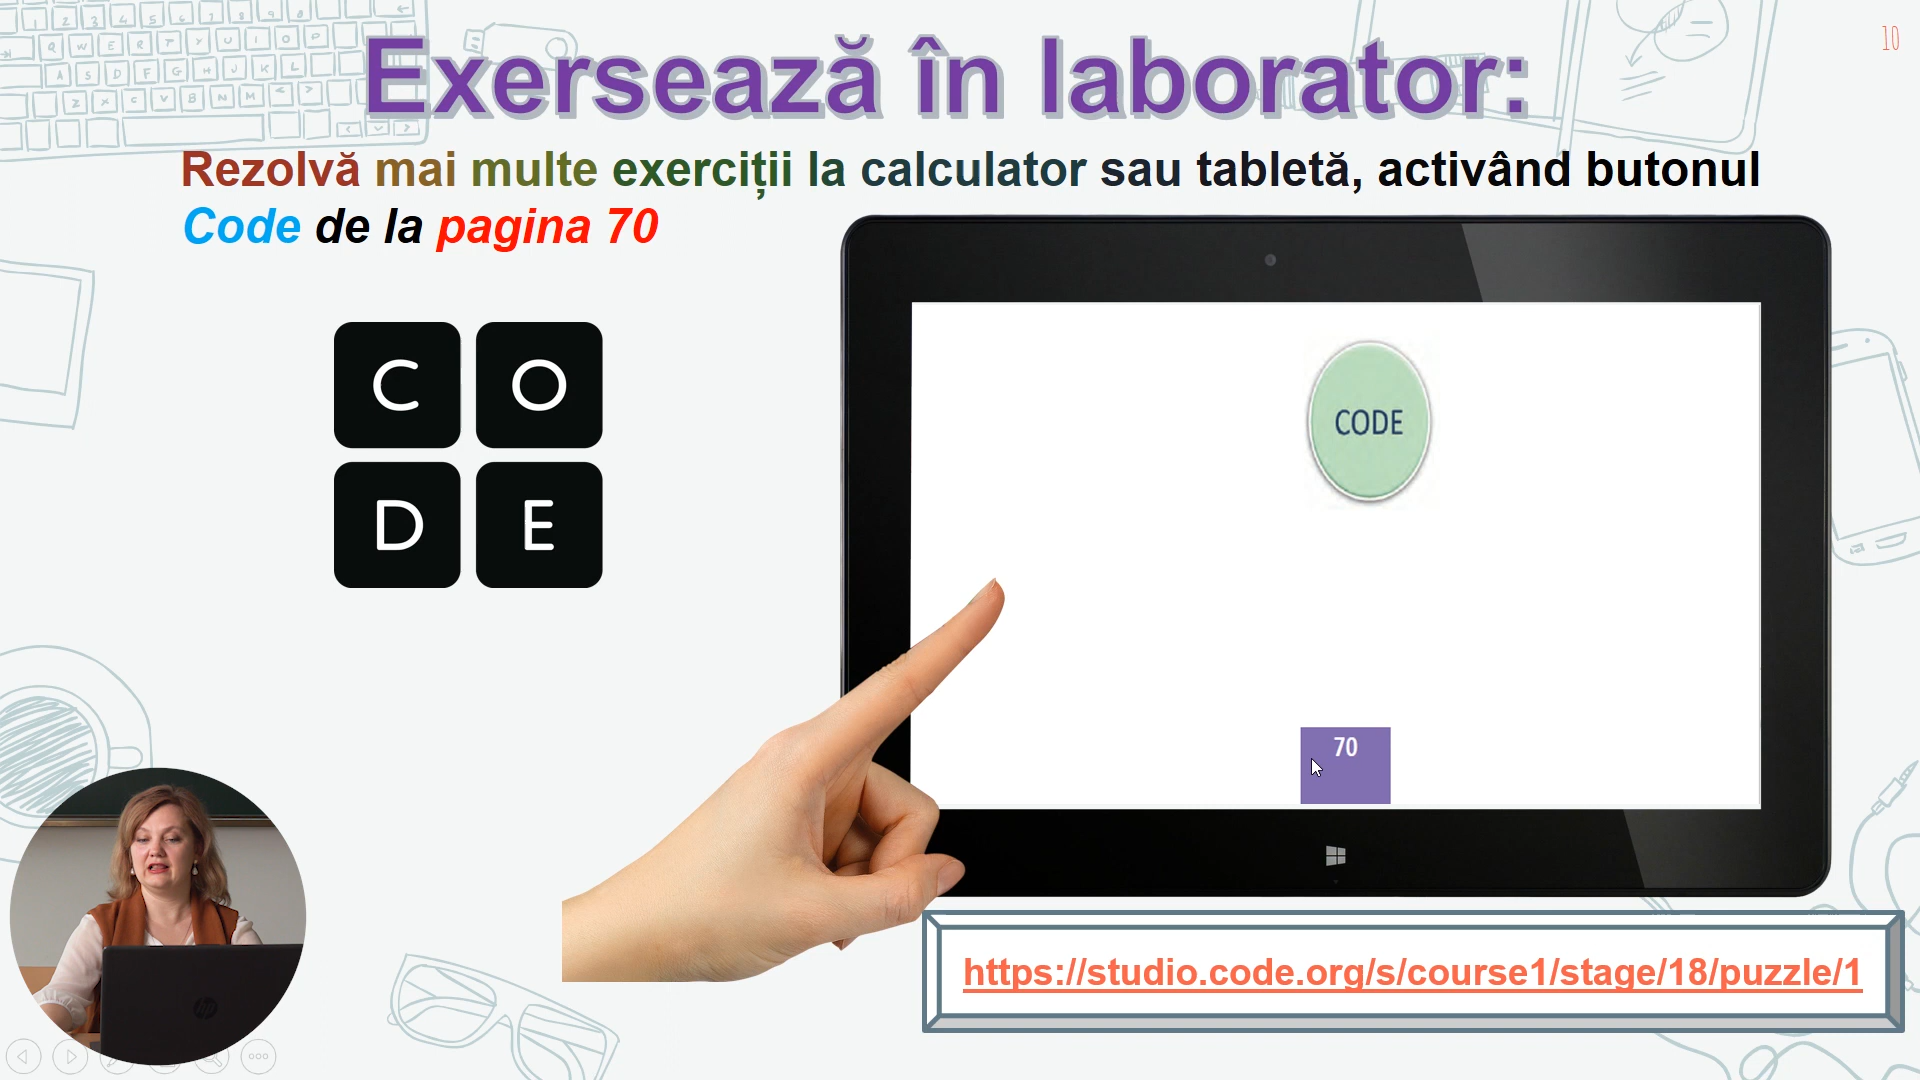 10
Exersează în laborator:
Rezolvă mai multe exerciții la calculator sau tabletă, activând butonul
Code de la pagina 70
C O
D E
CODE
70
https://studio.code.org/s/course1/stage/18/puzzle/1
hp